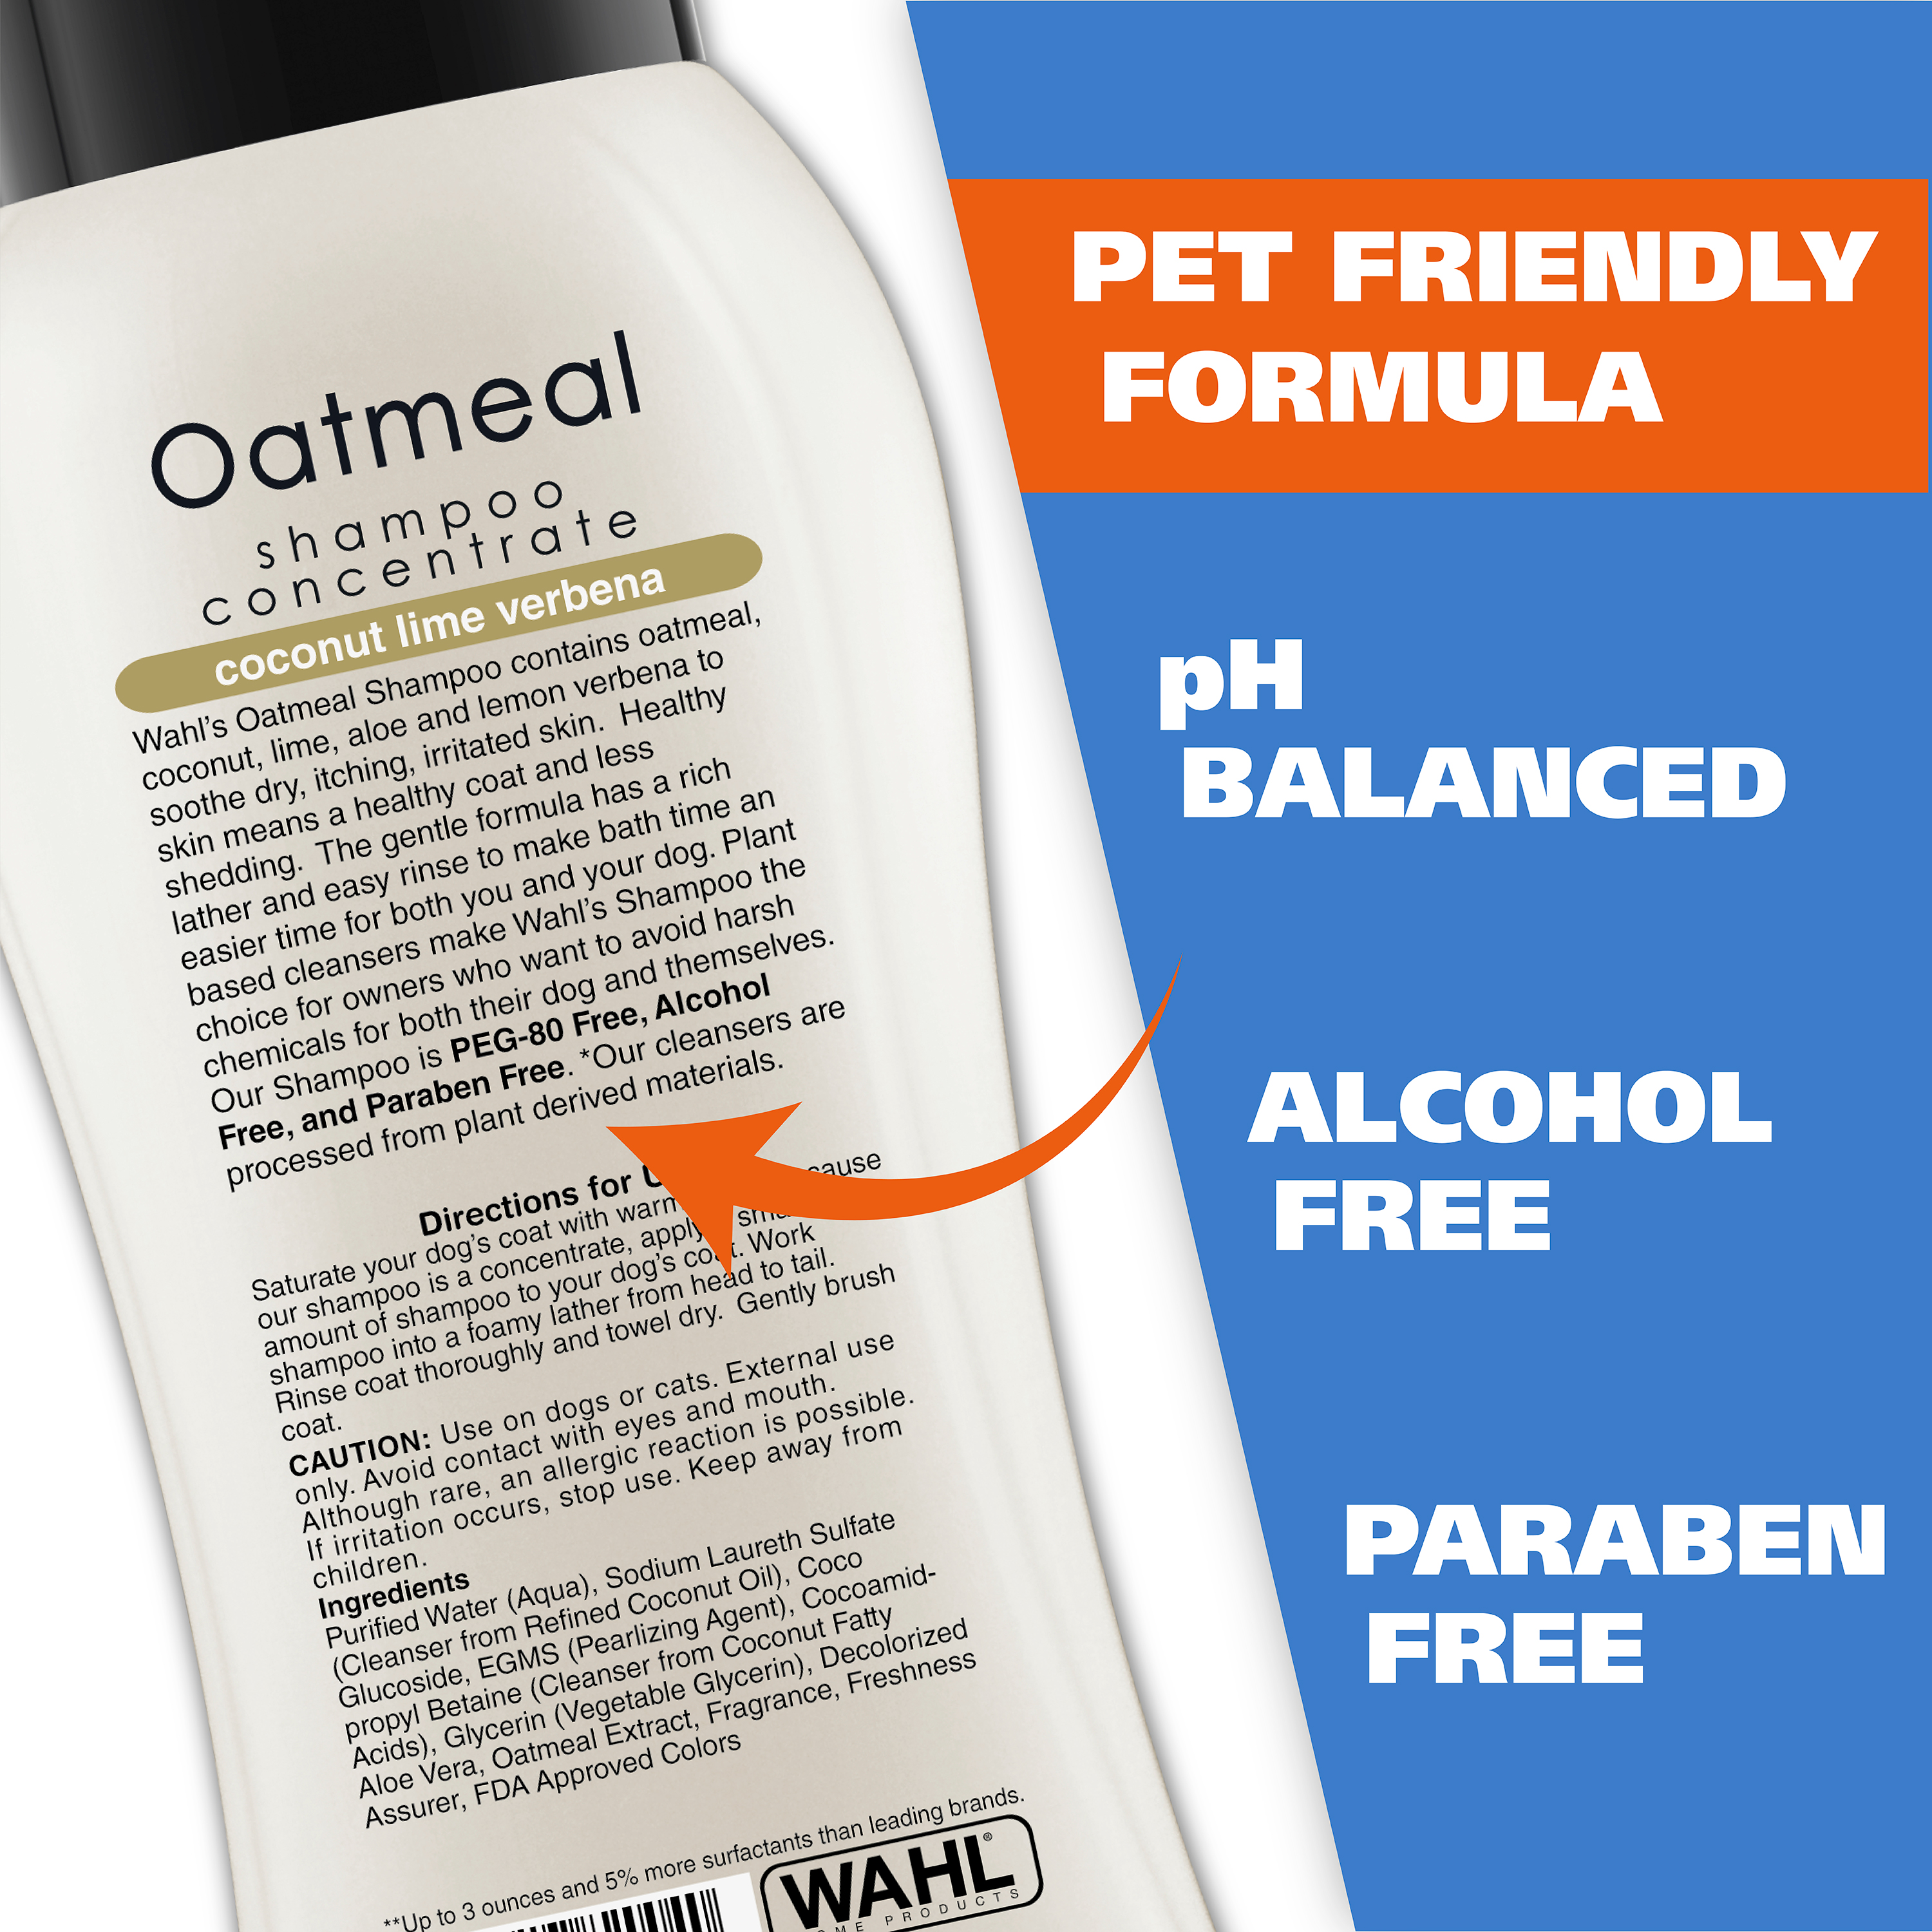 Oatmeal
shampoo
concentrate
coconut lime verbena
Wahl's Oatmeal Shampoo contains oatmeal,
coconut, lime, aloe and lemon verbena to
soothe dry, itching, irritated skin. Healthy
skin means a healthy coat and less
shedding. The gentle formula has a rich
lather and easy rinse to make bath time an
easier time for both you and your dog. Plant
based cleansers make Wahl's Shampoo the
choice for owners who want to avoid harsh
chemicals for both their dog and themselves.
Our Shampoo is PEG-80 Free, Alcohol
Free, and Paraben Free. *Our cleansers are
processed from plant derived materials.
Directions for
Saturate your dog's coat with warm
our shampoo is a concentrate, apply
amount of shampoo to your dog's coat. Work
shampoo into a foamy lather from head to tail.
Rinse coat thoroughly and towel dry. Gently brush
coat.
CAUTION: Use on dogs or cats. External use
only. Avoid contact with eyes and mouth.
Although rare, an allergic reaction is possible.
If irritation occurs, stop use. Keep away from
children.
Ingredients
Purified Water (Aqua), Sodium Laureth Sulfate
(Cleanser from Refined Coconut Oil), Coco
Glucoside, EGMS (Pearlizing Agent), Cocoamid-
propyl Betaine (Cleanser from Coconut Fatty
Acids), Glycerin (Vegetable Glycerin), Decolorized
Aloe Vera, Oatmeal Extract, Fragrance, Freshness
Assurer, FDA Approved Colors
**Up to 3 ounces and 5% more surfactants than leading brands.
WAHL®
PRODUCTS
PET FRIENDLY
FORMULA
pH
BALANCED
ALCOHOL
FREE
PARABEN
FREE